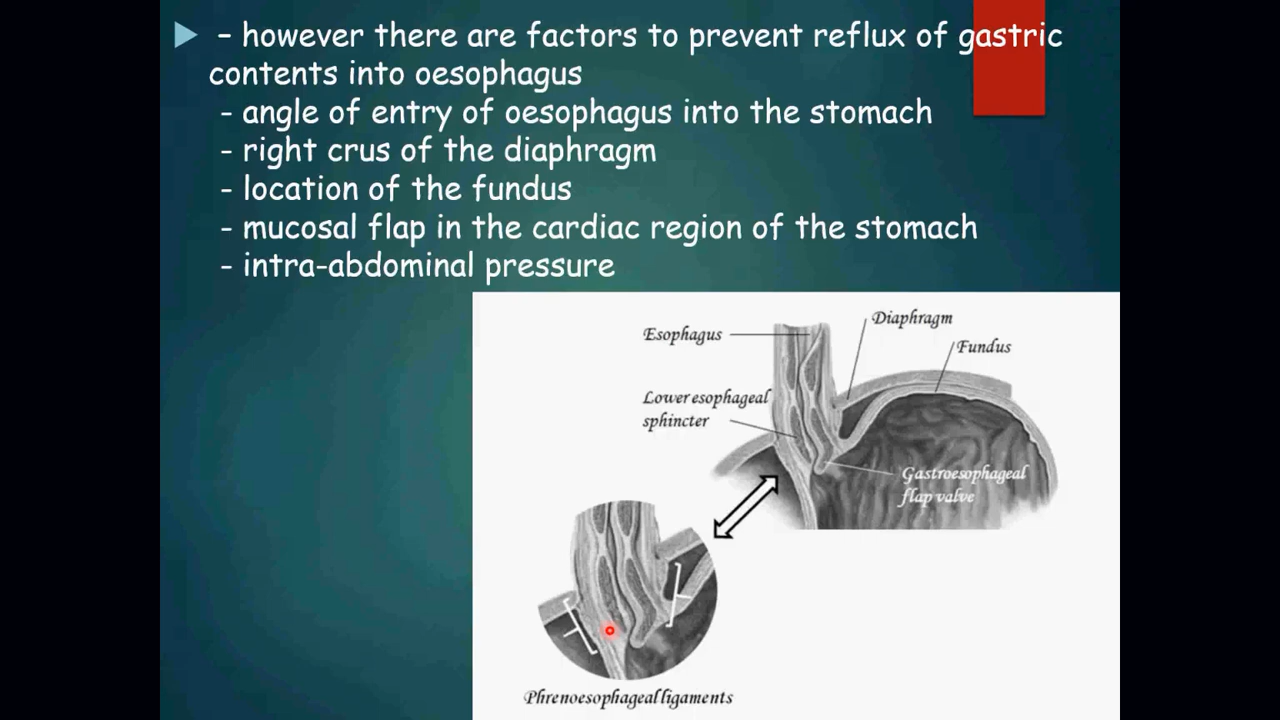 – however there are factors to prevent reflux of gastric
contents into oesophagus
- angle of entry of oesophagus into the stomach
- right crus of the diaphragm
- location of the fundus
- mucosal flap in the cardiac region of the stomach
- intra-abdominal pressure
Diaphragm
Esophagus
Fundus
Lower esophageal
sphincter
Gastroesophageal
flap valve
Phrenoesophageal ligaments